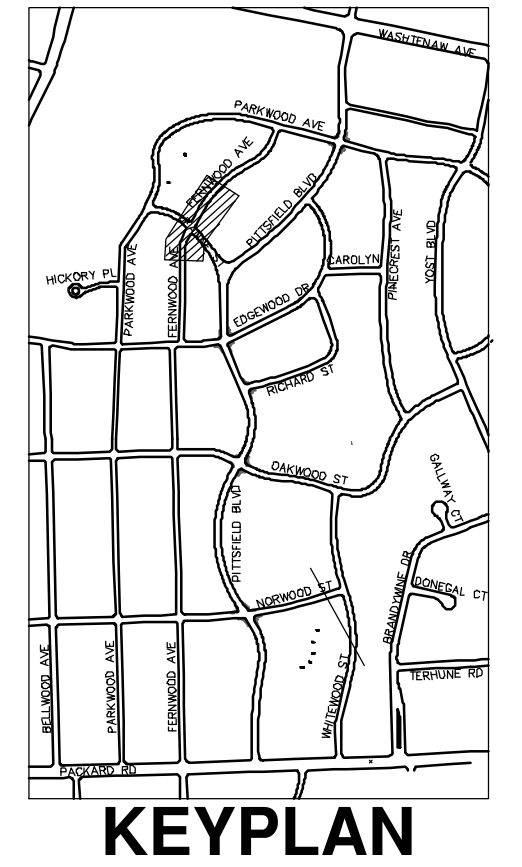 WASHTENAW AVE
PARKWOOD AVE
FERNWOOD AVE
PITTSFIELD BLVD
PINECREST AVE
YOST BLVD
CAROLYN
HICKORY PL
PARKWOOD AVE
FERNWOOD AVE
EDGEWOOD DR
RICHARD ST
OAKWOOD ST
GALLWAY CT
PITTSFIELD BLVD
NORWOOD ST
BRANDYWINE DR
DONEGAL CT
BELLWOOD AVE
PARKWOOD AVE
FERNWOOD AVE
WHITEWOOD ST
TERHUNE RD
PACKARD RD
KEYPLAN